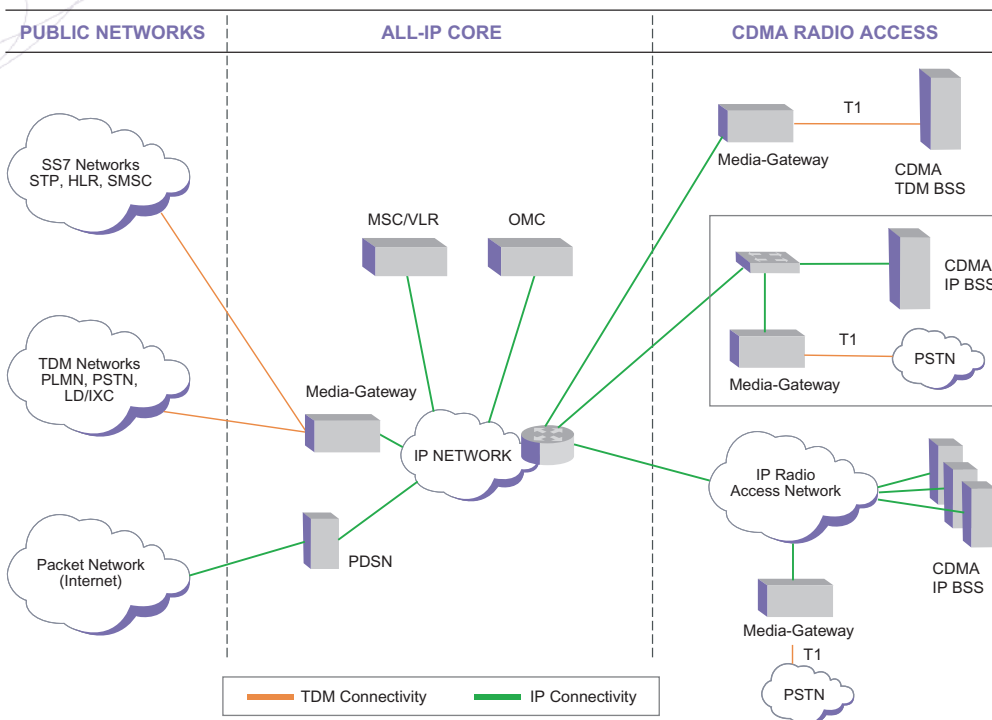 PUBLIC NETWORKS
ALL-IP CORE
CDMA RADIO ACCESS
SS7 Networks
STP, HLR, SMSC
TDM Networks
PLMN, PSTN,
LD/IXC
Packet Network
(Internet)
MSC/VLR
OMC
Media-Gateway
IP NETWORK
PDSN
T1
Media-Gateway
CDMA
TDM BSS
CDMA
IP BSS
T1
Media-Gateway
PSTN
IP Radio
Access Network
CDMA
IP BSS
Media-Gateway
T1
PSTN
TDM Connectivity
IP Connectivity